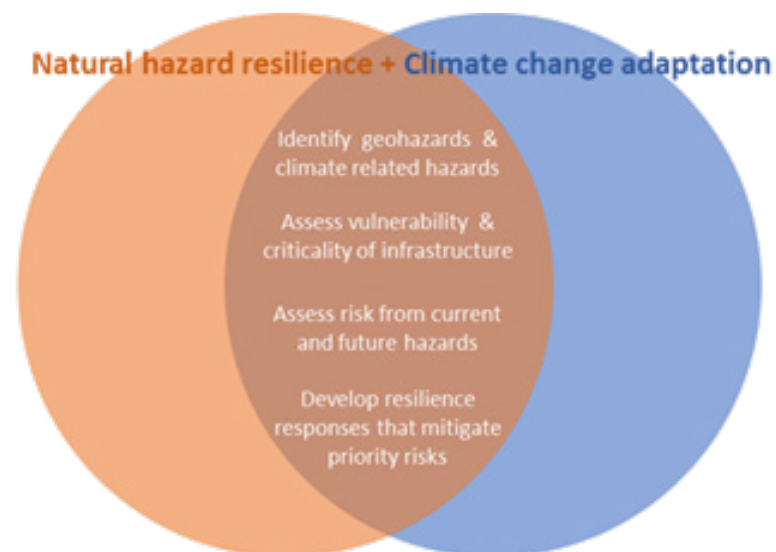 Natural hazard resilience + Climate change adaptation
Identify geohazards &
climate related hazards
Assess vulnerability &
criticality of infrastructure
Assess risk from current
and future hazards
Develop resilience
responses that mitigate
priority risks